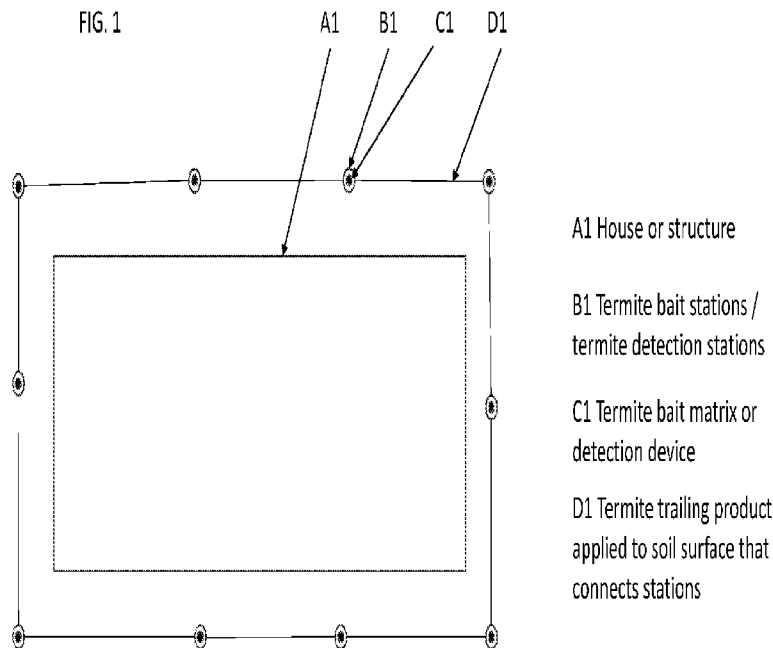 FIG. 1
A1
B1
C1
D1
A1 House or structure
B1 Termite bait stations /
termite detection stations
C1 Termite bait matrix or
detection device
D1 Termite trailing product
applied to soil surface that
connects stations